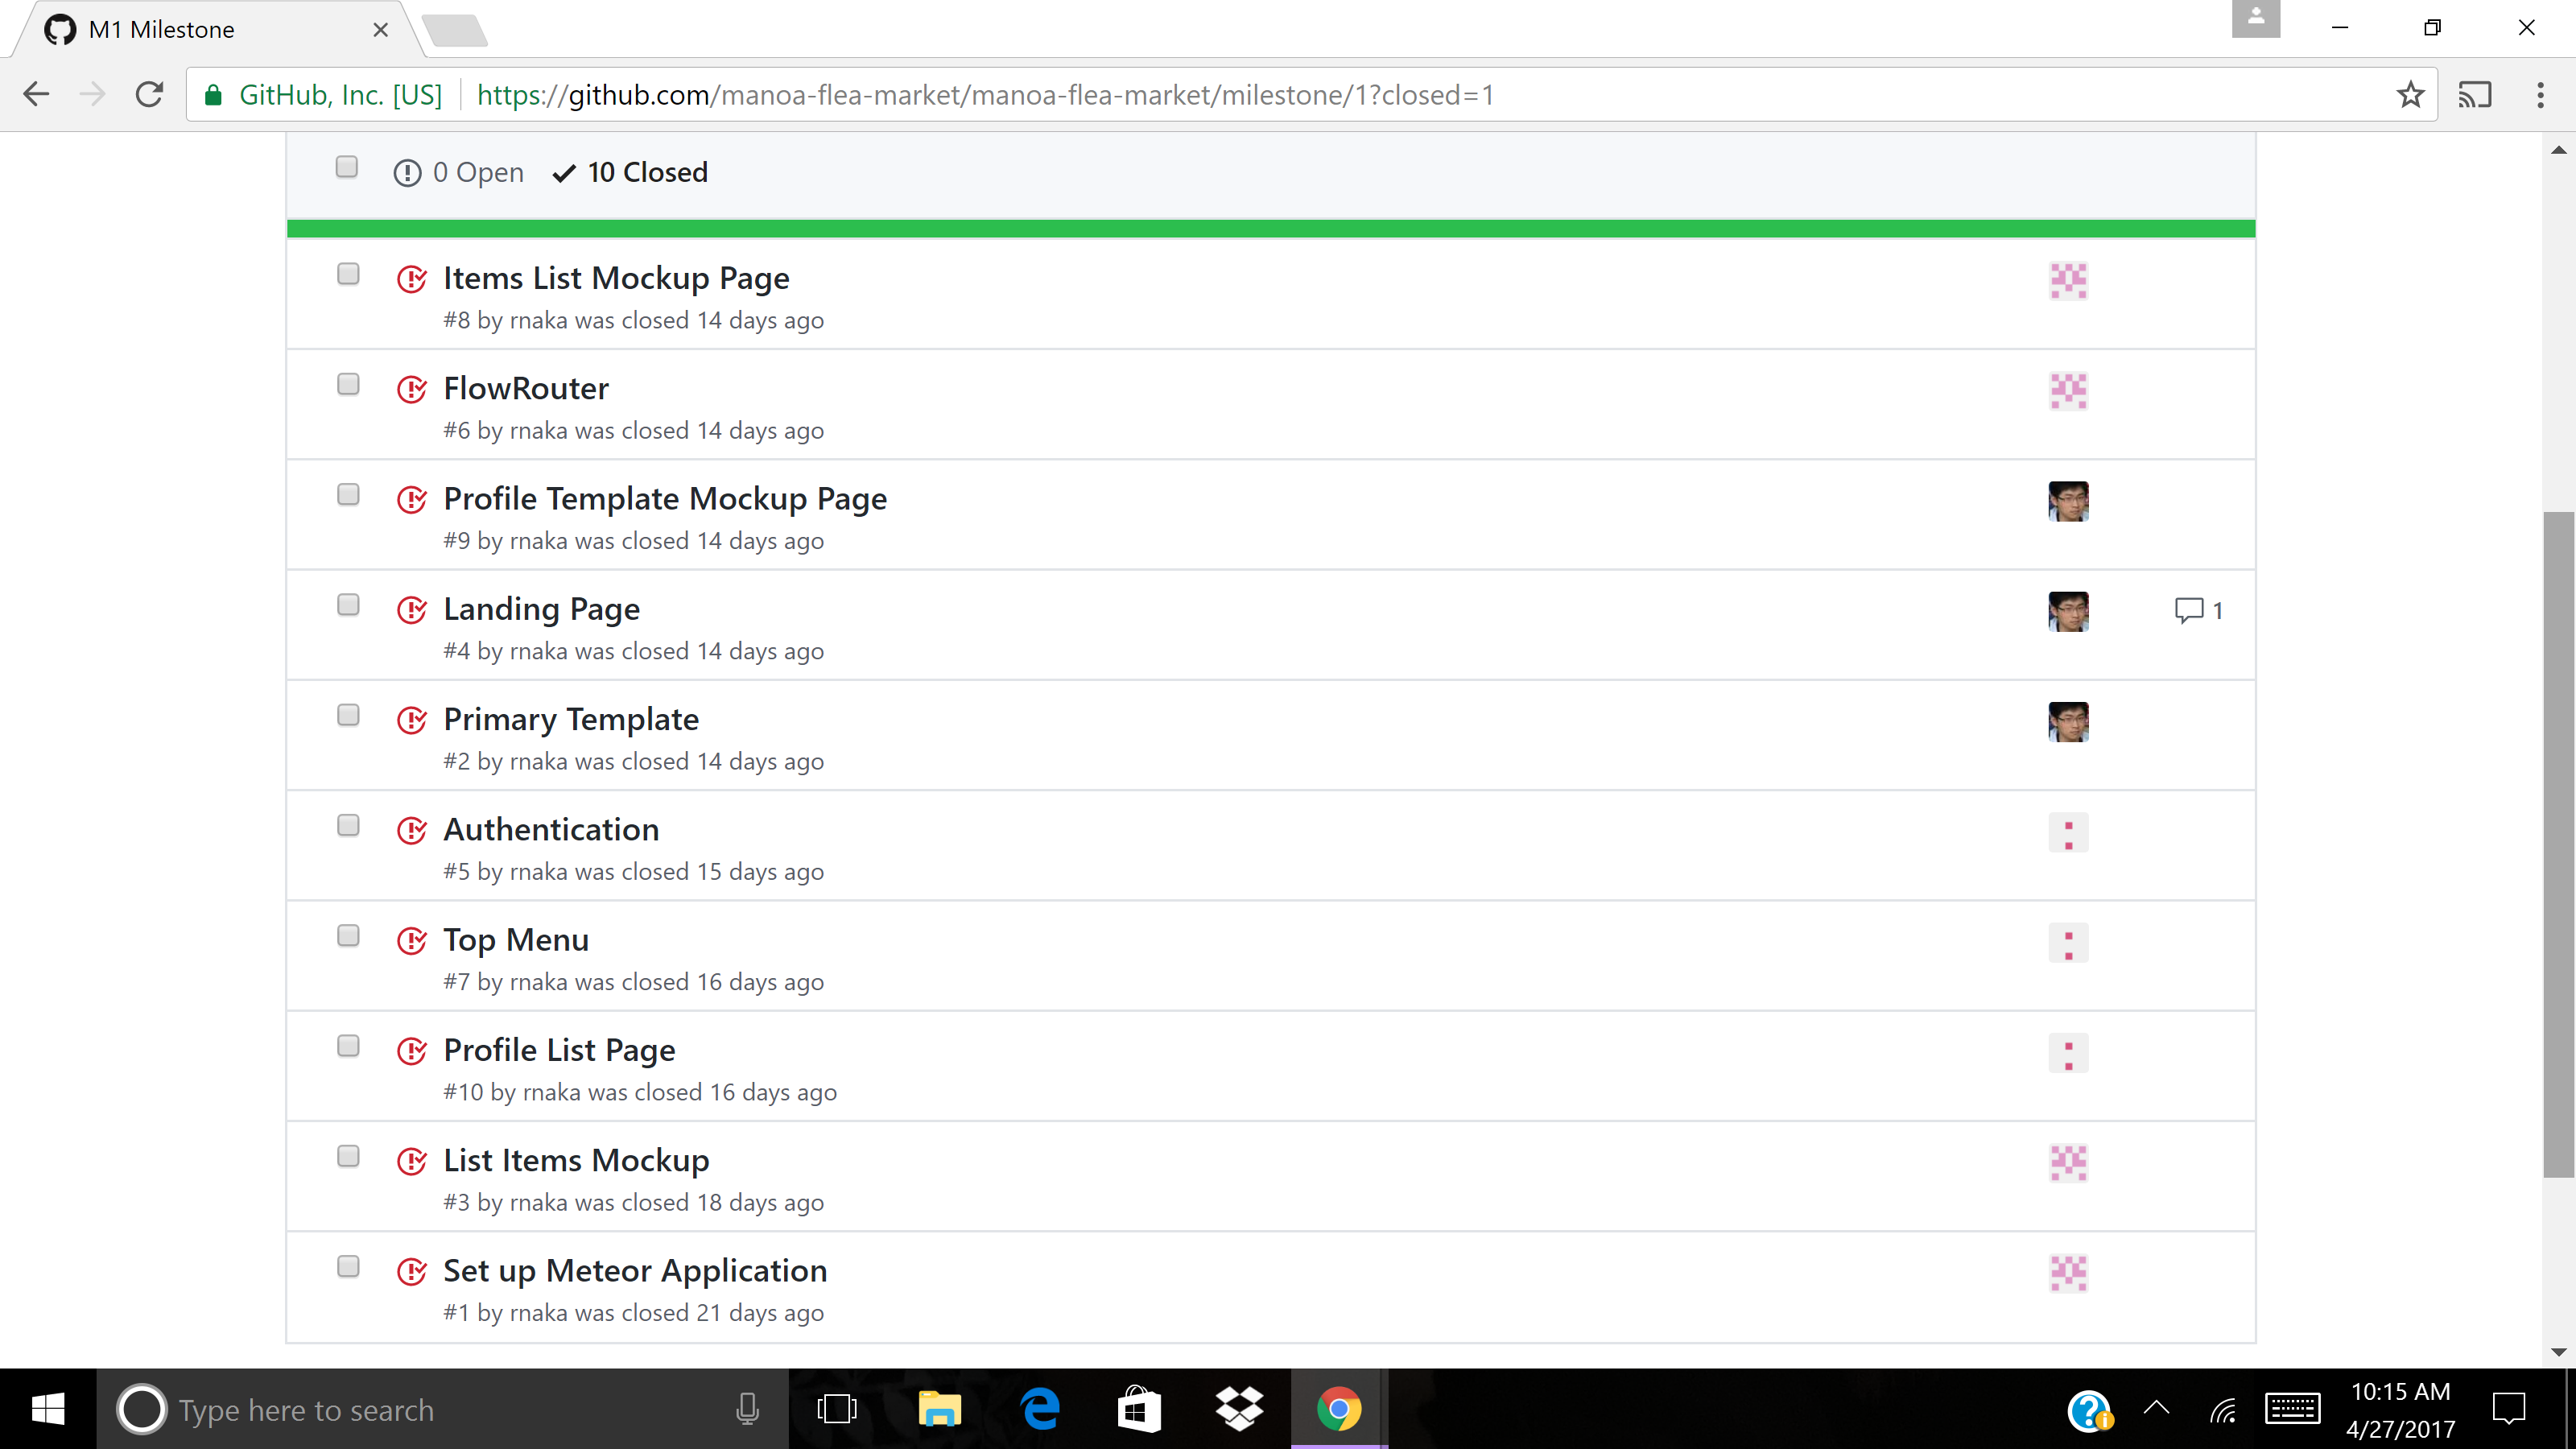 M1 Milestone
GitHub, Inc. [US] https://github.com/manoa-flea-market/manoa-flea-market/milestone/1?closed=1
0 Open 10 Closed
Items List Mockup Page
#8 by rnaka was closed 14 days ago
FlowRouter
#6 by rnaka was closed 14 days ago
Profile Template Mockup Page
#9 by rnaka was closed 14 days ago
Landing Page 1
#4 by rnaka was closed 14 days ago
Primary Template
#2 by rnaka was closed 14 days ago
Authentication
#5 by rnaka was closed 15 days ago
Top Menu
#7 by rnaka was closed 16 days ago
Profile List Page
#10 by rnaka was closed 16 days ago
List Items Mockup
#3 by rnaka was closed 18 days ago
Set up Meteor Application
#1 by rnaka was closed 21 days ago
Type here to search
10:15 AM
4/27/2017